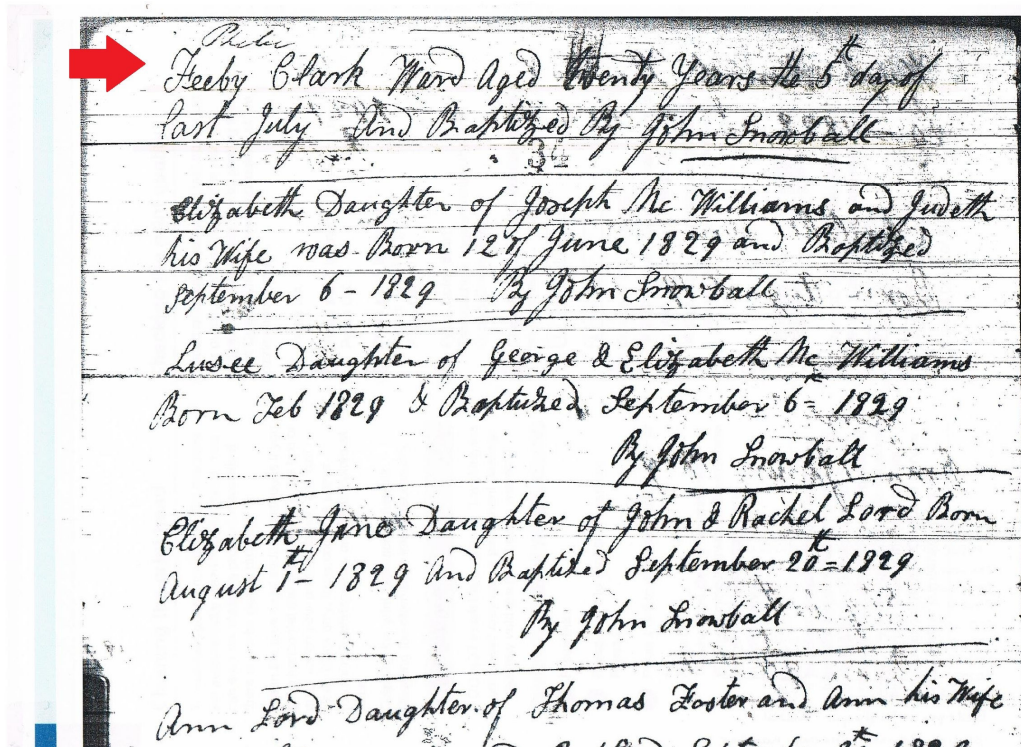 Phebe
Feeby Clark Ward Aged twenty Years the 5th day of
last July And Baptized By John Snowball
32
Elizabeth Daughter of Joseph Mc Williams and Judeth
his Wife was Born 12 of June 1829 and Baptized
September 6 - 1829 By John Snowball
Lusee Daughter of George & Elizabeth Mc Williams
Born Feb 1829 & Baptized September 6th 1829
By John Snowball
Elizabeth Jane Daughter of John & Rachel Lord Born
August 1th - 1829 And Baptized September 20th = 1829
By John Snowball
Ann Lord Daughter of Thomas Foster and Ann his Wife